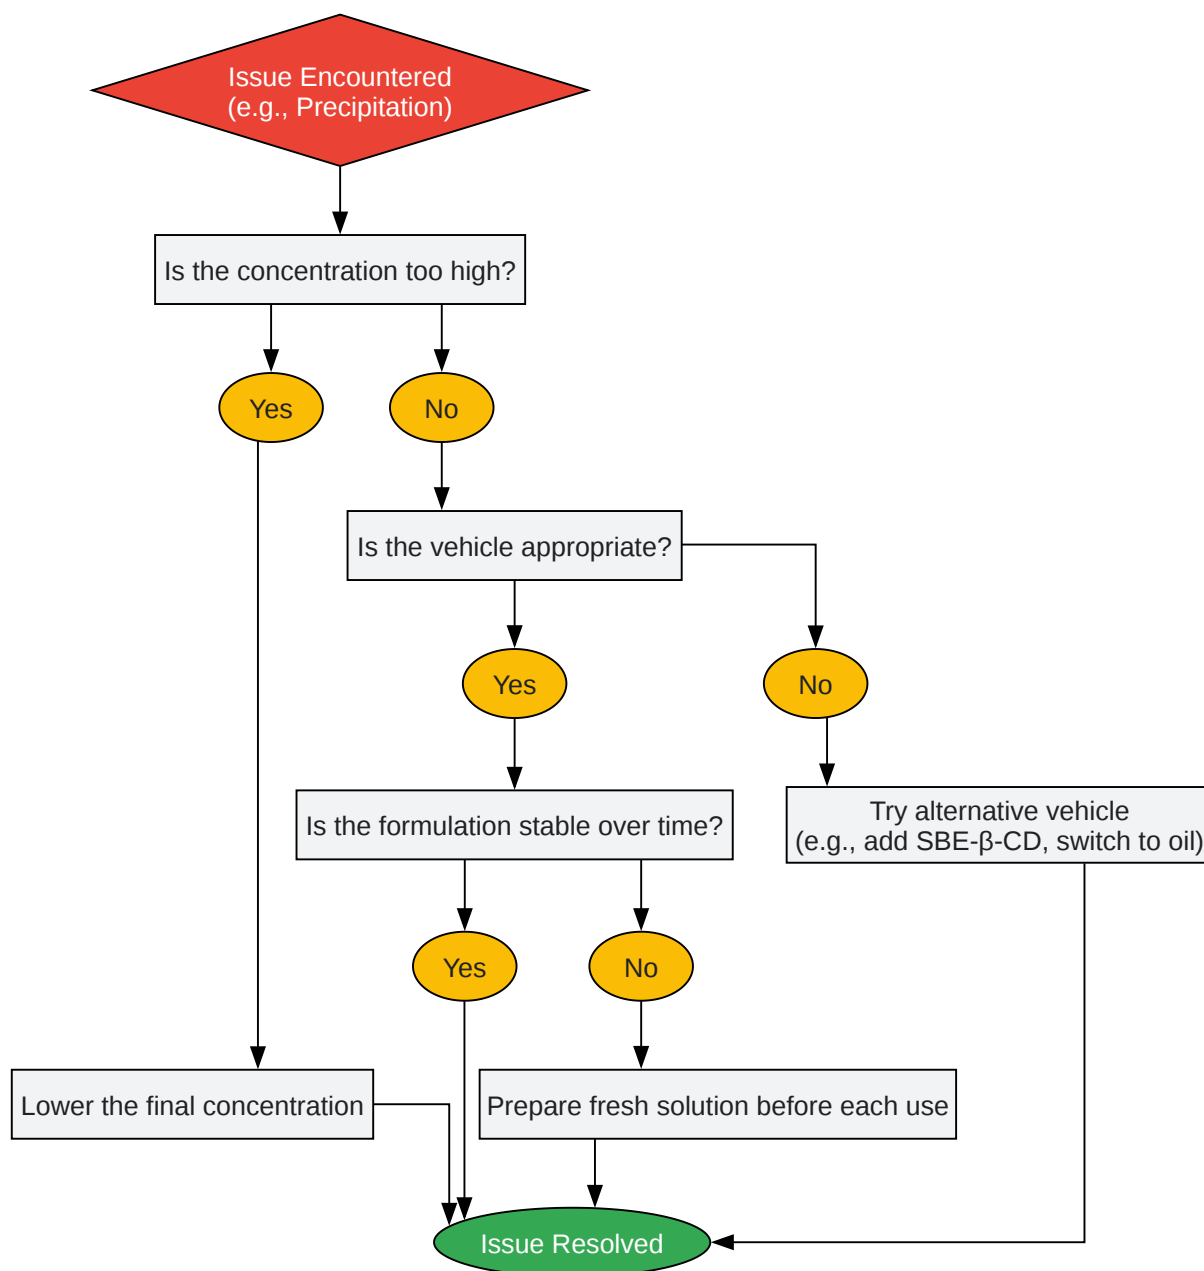 Issue Encountered
(e.g., Precipitation)
Is the concentration too high?
Yes
No
Is the vehicle appropriate?
Yes
No
Try alternative vehicle
(e.g., add SBE-β-CD, switch to oil)
Is the formulation stable over time?
Yes
No
Lower the final concentration
Prepare fresh solution before each use
Issue Resolved